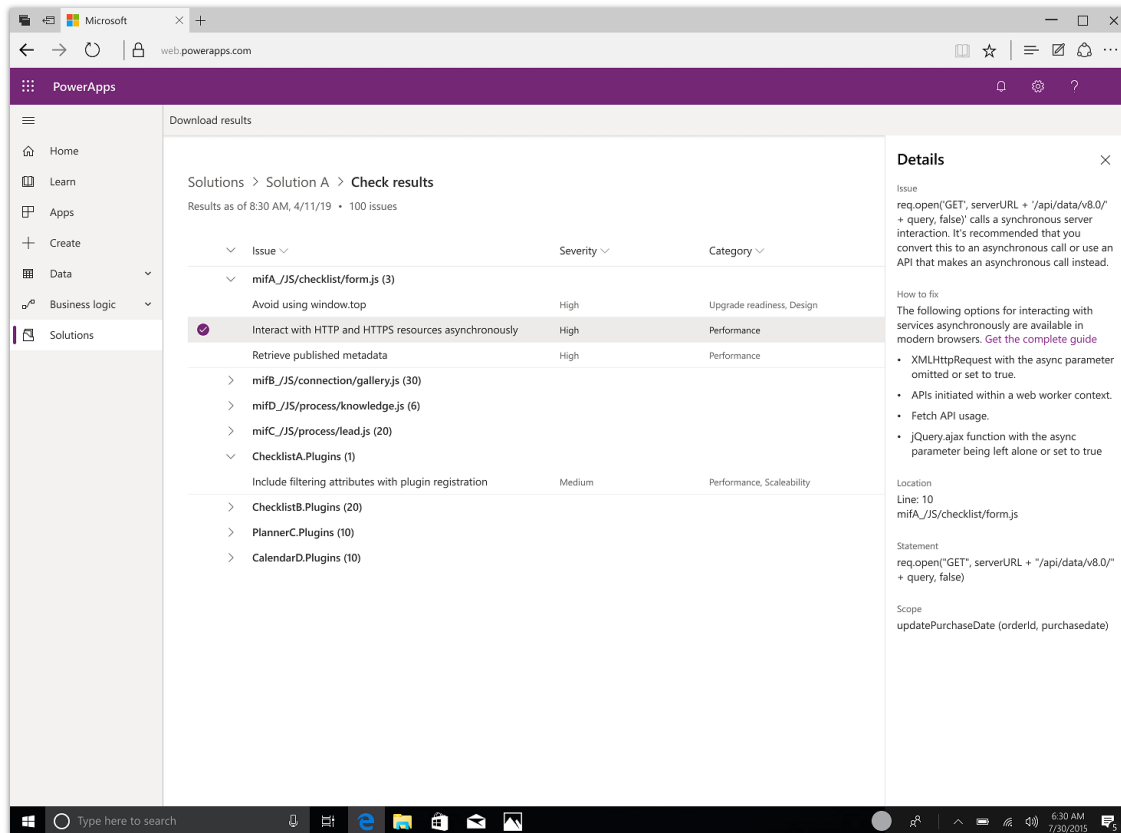 Microsoft
web.powerapps.com
PowerApps
?
Download results
Home
Learn
Apps
Create
Data
Business logic
Solutions
Solutions > Solution A > Check results
Results as of 8:30 AM, 4/11/19 • 100 issues
Issue Severity Category
mifA_/JS/checklist/form.js (3)
Avoid using window.top High Upgrade readiness, Design
Interact with HTTP and HTTPS resources asynchronously High Performance
Retrieve published metadata High Performance
mifB_/JS/connection/gallery.js (30)
mifD_/JS/process/knowledge.js (6)
mifC_/JS/process/lead.js (20)
ChecklistA.Plugins (1)
Include filtering attributes with plugin registration Medium Performance, Scaleability
ChecklistB.Plugins (20)
PlannerC.Plugins (10)
CalendarD.Plugins (10)
Details
Issue
req.open('GET', serverURL + '/api/data/v8.0/'
+ query, false)' calls a synchronous server
interaction. It's recommended that you
convert this to an asynchronous call or use an
API that makes an asynchronous call instead.
How to fix
The following options for interacting with
services asynchronously are available in
modern browsers. Get the complete guide
• XMLHttpRequest with the async parameter
omitted or set to true.
• APIs initiated within a web worker context.
• Fetch API usage.
• jQuery.ajax function with the async
parameter being left alone or set to true
Location
Line: 10
mifA_/JS/checklist/form.js
Statement
req.open("GET", serverURL + "/api/data/v8.0/"
+ query, false)
Scope
updatePurchaseDate (orderId, purchasedate)
Type here to search
6:30 AM
7/30/2015
5